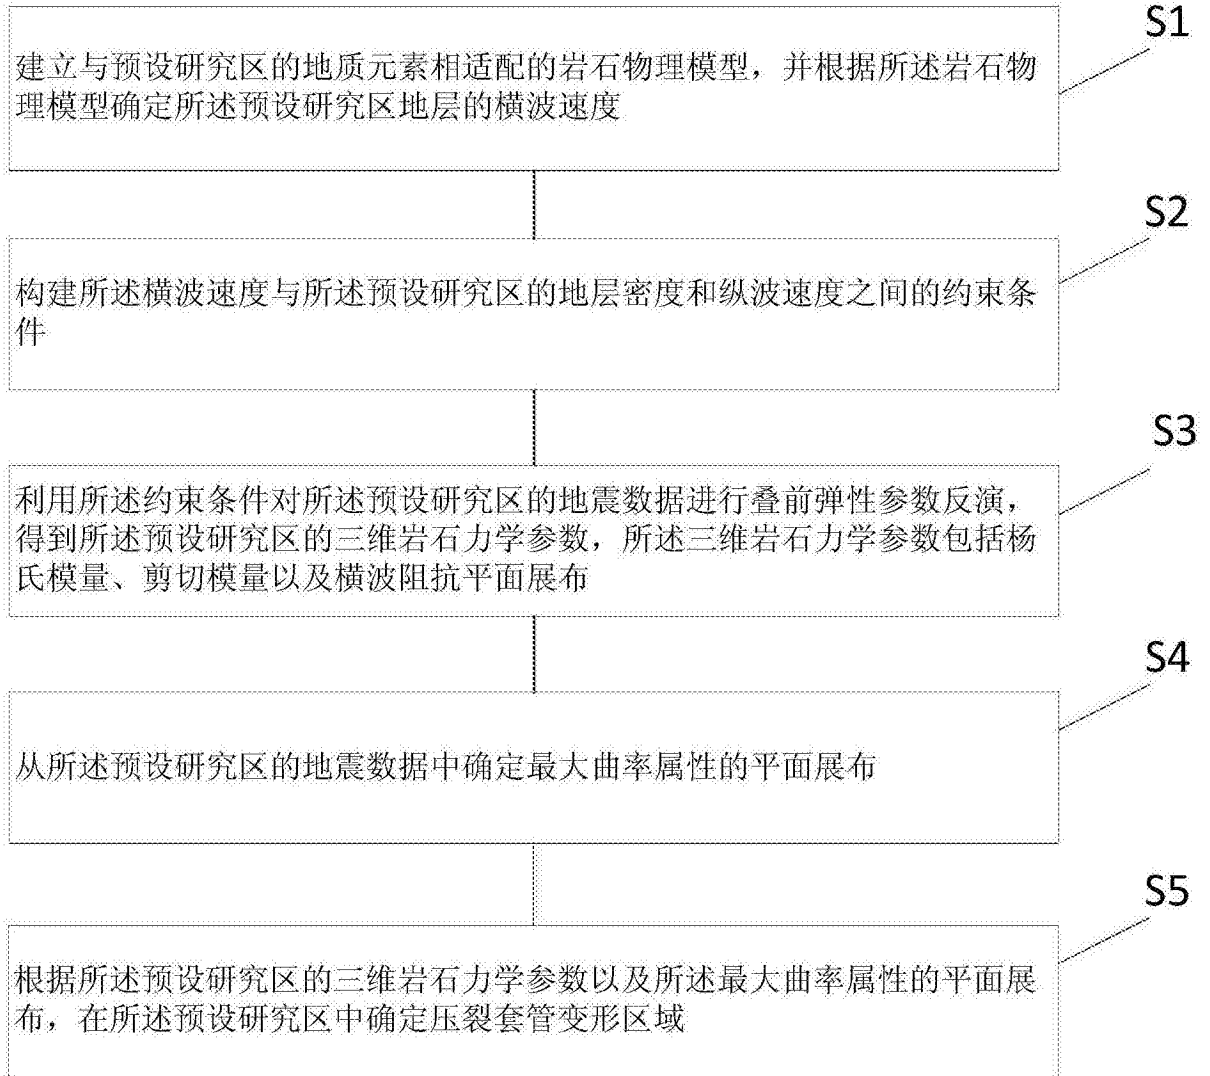 S1
建立与预设研究区的地质元素相适配的岩石物理模型，并根据所述岩石物
理模型确定所述预设研究区地层的横波速度
S2
构建所述横波速度与所述预设研究区的地层密度和纵波速度之间的约束条
件
S3
利用所述约束条件对所述预设研究区的地震数据进行叠前弹性参数反演，
得到所述预设研究区的三维岩石力学参数，所述三维岩石力学参数包括杨
氏模量、剪切模量以及横波阻抗平面展布
S4
从所述预设研究区的地震数据中确定最大曲率属性的平面展布
S5
根据所述预设研究区的三维岩石力学参数以及所述最大曲率属性的平面展
布，在所述预设研究区中确定压裂套管变形区域